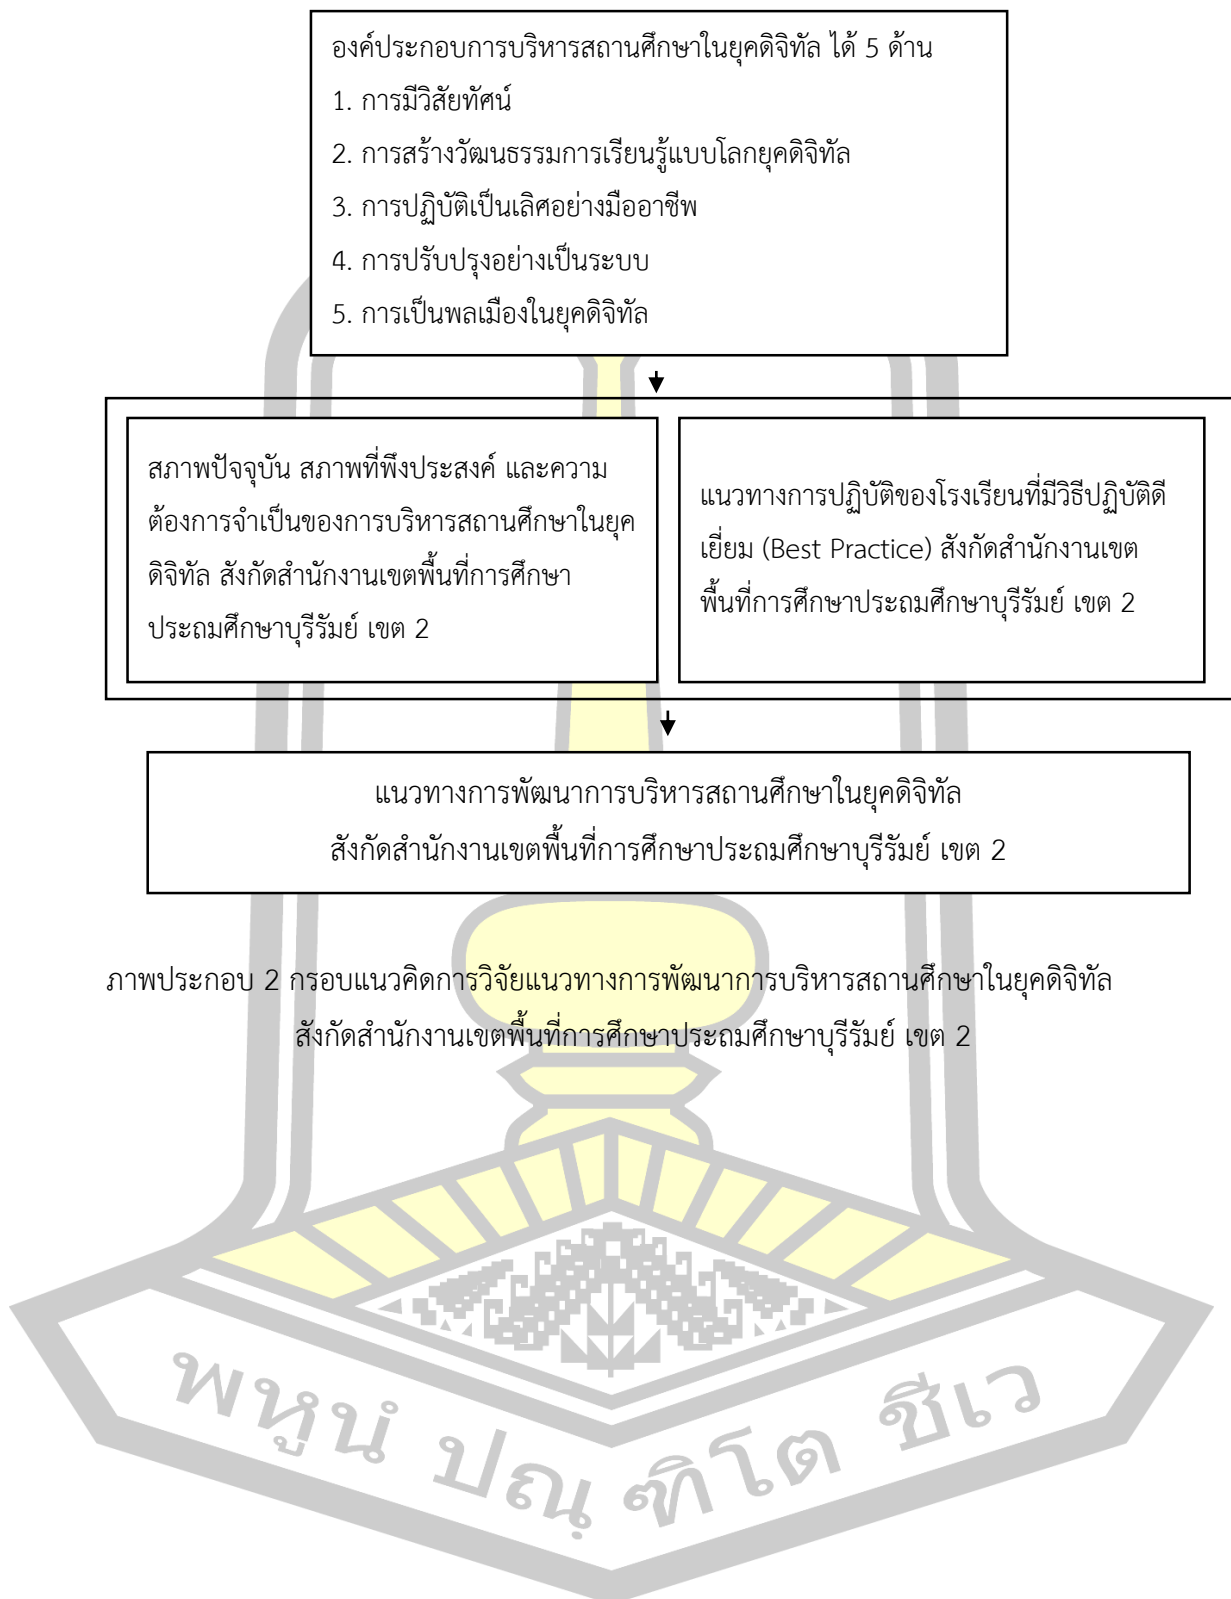 องค์ประกอบการบริหารสถานศึกษาในยุคดิจิทัล ได้ 5 ด้าน
1. การมีวิสัยทัศน์
2. การสร้างวัฒนธรรมการเรียนรู้แบบโลกยุคดิจิทัล
3. การปฏิบัติเป็นเลิศอย่างมืออาชีพ
4. การปรับปรุงอย่างเป็นระบบ
5. การเป็นพลเมืองในยุคดิจิทัล
สภาพปัจจุบัน สภาพที่พึงประสงค์ และความ
ต้องการจำเป็นของการบริหารสถานศึกษาในยุค
ดิจิทัล สังกัดสำนักงานเขตพื้นที่การศึกษา
ประถมศึกษาบุรีรัมย์ เขต 2
แนวทางการปฏิบัติของโรงเรียนที่มีวิธีปฏิบัติดี
เยี่ยม (Best Practice) สังกัดสำนักงานเขต
พื้นที่การศึกษาประถมศึกษาบุรีรัมย์ เขต 2
แนวทางการพัฒนาการบริหารสถานศึกษาในยุคดิจิทัล
สังกัดสำนักงานเขตพื้นที่การศึกษาประถมศึกษาบุรีรัมย์ เขต 2
ภาพประกอบ 2 กรอบแนวคิดการวิจัยแนวทางการพัฒนาการบริหารสถานศึกษาในยุคดิจิทัล
สังกัดสำนักงานเขตพื้นที่การศึกษาประถมศึกษาบุรีรัมย์ เขต 2
พหูนํ ปณฺฑิโต ชีเว